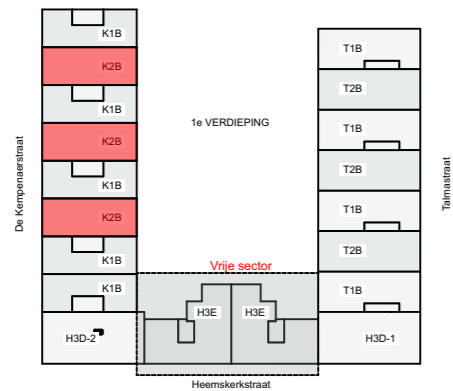 K1B
K2B
K1B
K2B
K1B
K2B
K1B
K1B
H3D-2
De Kempenaerstraat
1e VERDIEPING
Vrije sector
H3E
H3E
Heemskerkstraat
T1B
T2B
T1B
T2B
T1B
T2B
T1B
H3D-1
Talmastraat